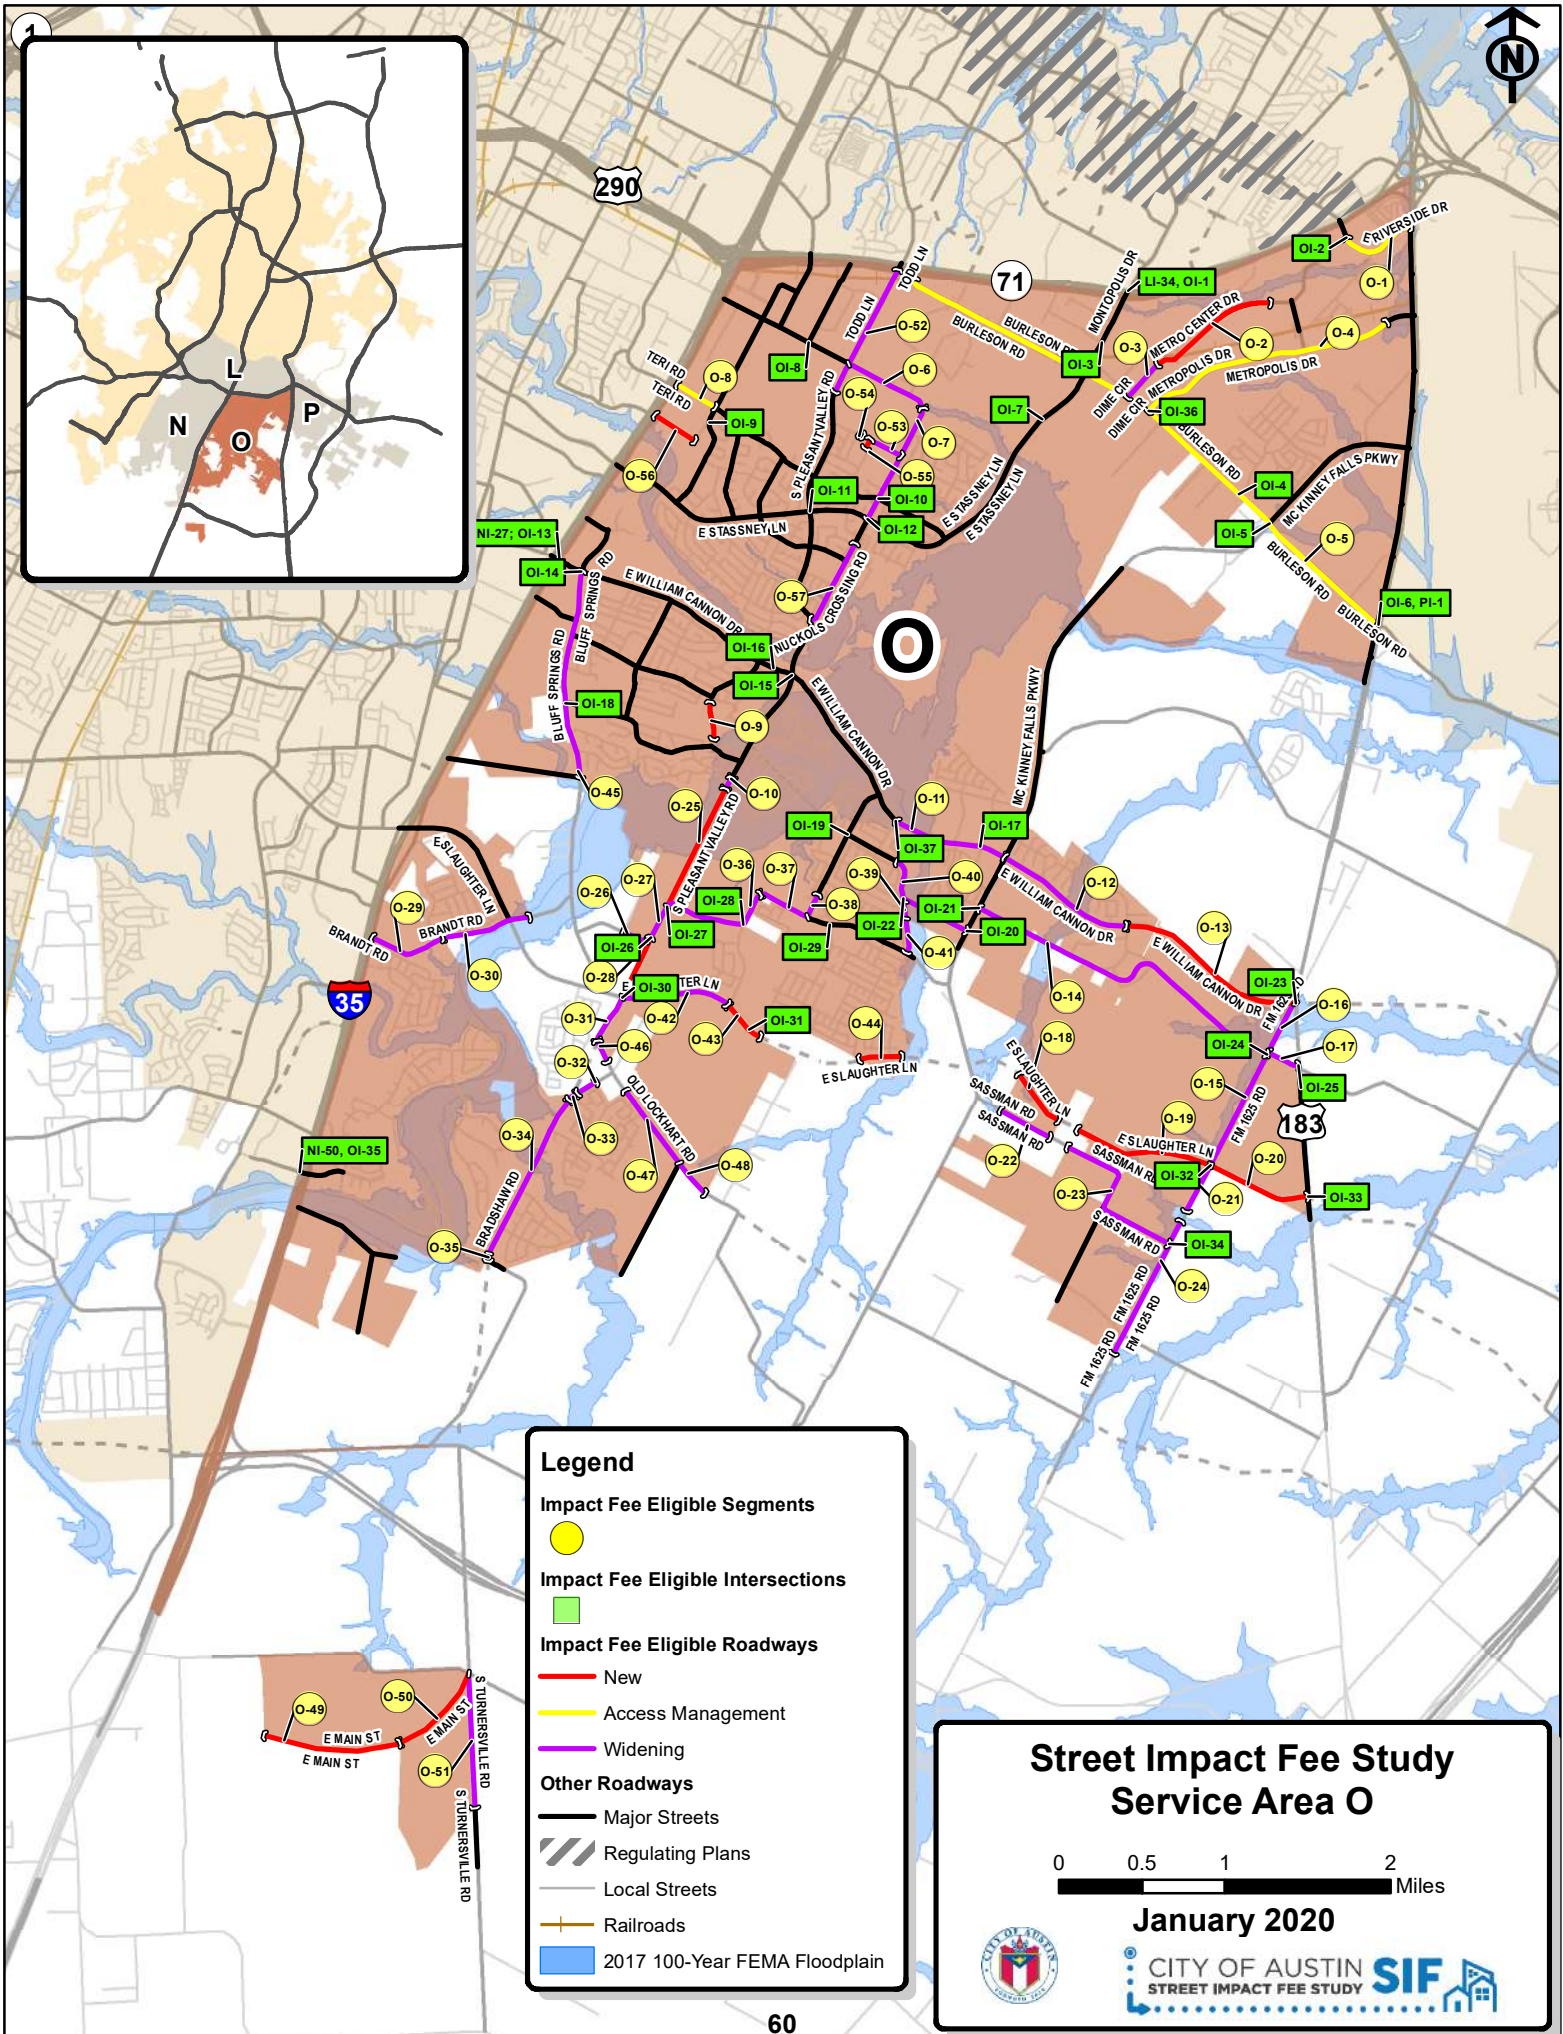 1
N
L
N
O
P
290
71
35
183
O
TODD LN
TODD LN
BURLESON RD
BURLESON RD
MONTOPOLIS DR
E RIVERSIDE DR
METRO CENTER DR
METROPOLIS DR
METROPOLIS DR
DIME CIR
DIME CIR
BURLESON RD
MC KINNEY FALLS PKWY
BURLESON RD
BURLESON RD
TERI RD
TERI RD
S PLEASANT VALLEY RD
E STASSNEY LN
E STASSNEY LN
E STASSNEY LN
E WILLIAM CANNON DR
NUCKOLS CROSSING RD
BLUFF SPRINGS RD
BLUFF SPRINGS RD
E WILLIAM CANNON DR
MC KINNEY FALLS PKWY
S PLEASANT VALLEY RD
E SLAUGHTER LN
BRANDT RD
BRANDT RD
E WILLIAM CANNON DR
E WILLIAM CANNON DR
E SLAUGHTER LN
E SLAUGHTER LN
SASSMAN RD
SASSMAN RD
E SLAUGHTER LN
SASSMAN RD
FM 1625 RD
OLD LOCKHART RD
BRADSHAW RD
SASSMAN RD
FM 1625 RD
FM 1625 RD
FM 1625 RD
E MAIN ST
E MAIN ST
E MAIN ST
S TURNERSVILLE RD
S TURNERSVILLE RD
OI-2
LI-34, OI-1
O-1
O-52
O-3
O-2
O-4
OI-8
O-8
O-6
OI-3
O-54
OI-7
OI-36
OI-9
O-53
O-7
O-56
O-55
OI-11
OI-10
OI-4
OI-12
OI-5
O-5
NI-27; OI-13
OI-14
O-57
OI-6, PI-1
OI-16
OI-15
OI-18
O-9
O-45
O-25
O-10
O-11
OI-19
OI-17
OI-37
O-36
O-37
O-39
O-40
O-12
O-26
O-27
OI-28
O-38
O-29
OI-22
OI-21
OI-20
O-13
OI-26
OI-27
OI-29
O-41
O-30
O-28
OI-30
O-14
OI-23
O-16
O-31
O-42
O-43
OI-31
O-44
O-18
O-46
OI-24
O-17
O-32
O-15
OI-25
O-34
O-33
O-19
NI-50, OI-35
O-47
O-48
O-22
O-23
OI-32
O-20
O-21
OI-33
O-35
OI-34
O-24
O-49
O-50
O-51
Legend
Impact Fee Eligible Segments
Impact Fee Eligible Intersections
Impact Fee Eligible Roadways
New
Access Management
Widening
Other Roadways
Major Streets
Regulating Plans
Local Streets
Railroads
2017 100-Year FEMA Floodplain
Street Impact Fee Study
Service Area O
0 0.5 1 2
Miles
January 2020
CITY OF AUSTIN
CITY OF AUSTIN SIF
STREET IMPACT FEE STUDY
60